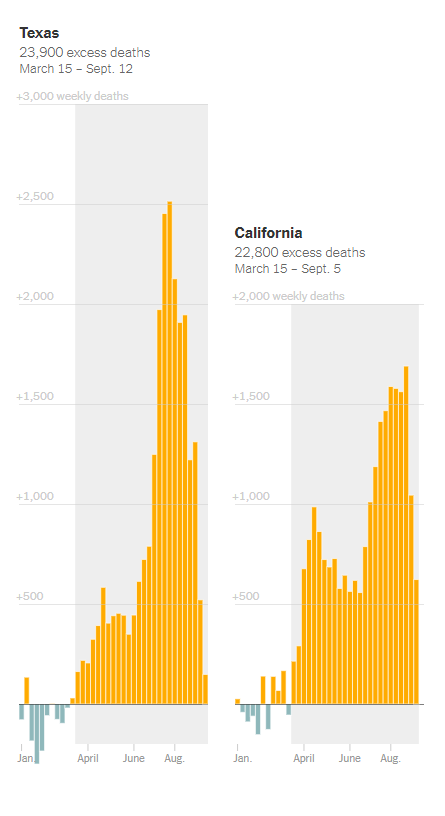 Texas
23,900 excess deaths
March 15 – Sept. 12
+3,000 weekly deaths
+2,500
+2,000
+1,500
+1,000
+500
Jan.
April
June
Aug.
California
22,800 excess deaths
March 15 – Sept. 5
+2,000 weekly deaths
+1,500
+1,000
+500
Jan.
April
June
Aug.